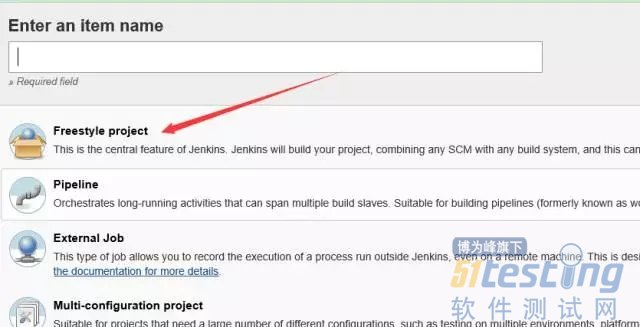 Enter an item name
» Required field
Freestyle project
This is the central feature of Jenkins. Jenkins will build your project, combining any SCM with any build system, and this can
Pipeline
Orchestrates long-running activities that can span multiple build slaves. Suitable for building pipelines (formerly known as wo
External Job
This type of job allows you to record the execution of a process run outside Jenkins, even on a remote machine. This is desi
the documentation for more details.
Multi-configuration project
Suitable for projects that need a large number of different configurations, such as testing on multiple environments, platform
博为峰旗下
51testing
软件测试网